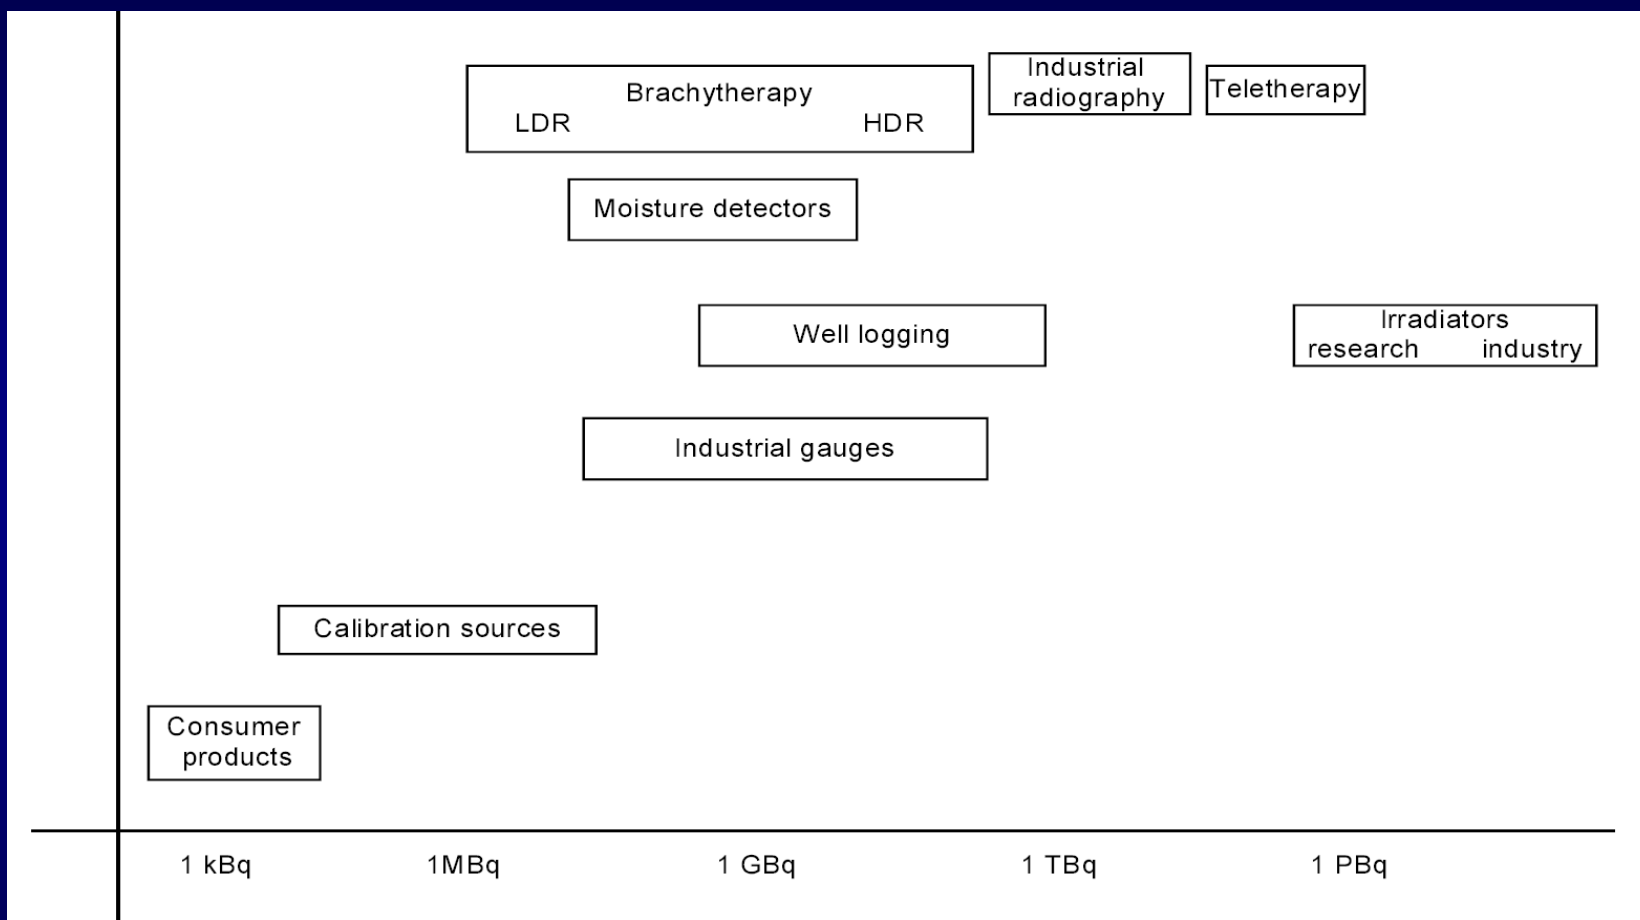 Brachytherapy
LDR HDR
Industrial
radiography
Teletherapy
Moisture detectors
Well logging
Irradiators
research industry
Industrial gauges
Calibration sources
Consumer
products
1 kBq 1MBq 1 GBq 1 TBq 1 PBq